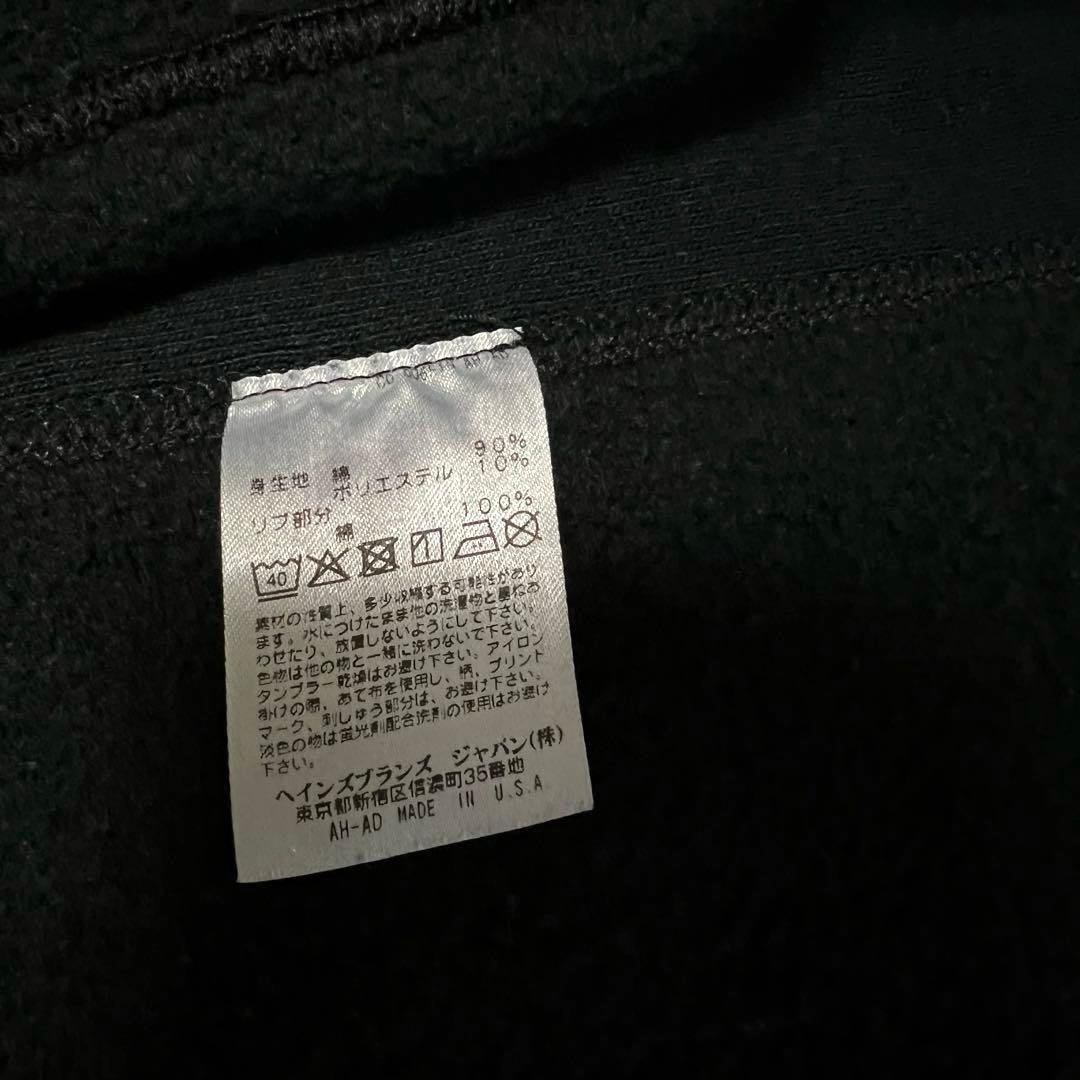 身生地 綿 90%
ポリエステル 10%
リブ部分
綿 100%
40
素材の性質上、多少収縮する可能性があり
ます。水につけたまま他の洗濯物と重ねあ
わせたり、放置しないようにして下さい。
色物は他の物と一緒に洗わないで下さい。
タンブラー乾燥はお避け下さい。アイロン
掛けの際、あて布を使用し、柄、プリント
マーク、刺しゅう部分は、お避け下さい。
淡色の物は蛍光剤配合洗剤の使用はお避け
下さい。
ヘインズブランズ ジャパン(株)
東京都新宿区信濃町35番地
AH-AD MADE IN U.S.A